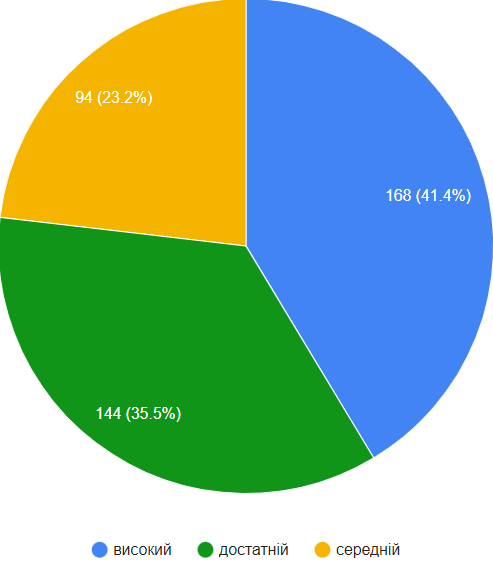 94 (23.2%)
168 (41.4%)
144 (35.5%)
високий достатній середній